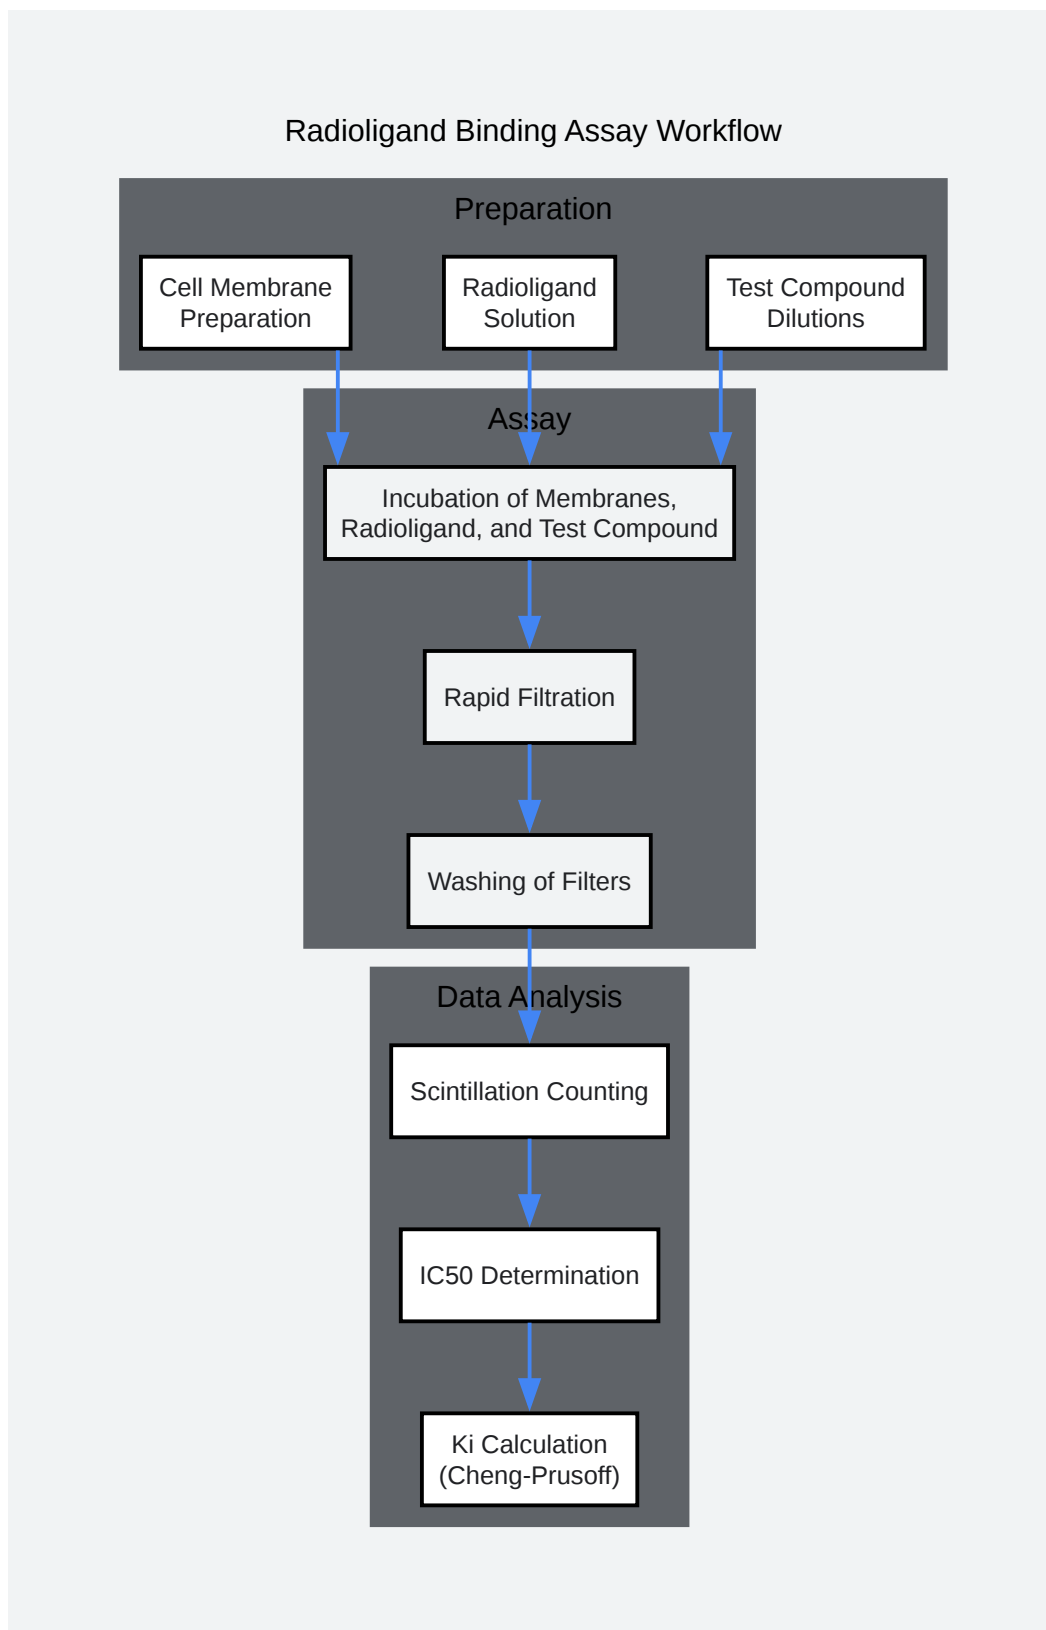 Radioligand Binding Assay Workflow
Preparation
Cell Membrane
Preparation
Radioligand
Solution
Test Compound
Dilutions
Assay
Incubation of Membranes,
Radioligand, and Test Compound
Rapid Filtration
Washing of Filters
Data Analysis
Scintillation Counting
IC50 Determination
Ki Calculation
(Cheng-Prusoff)